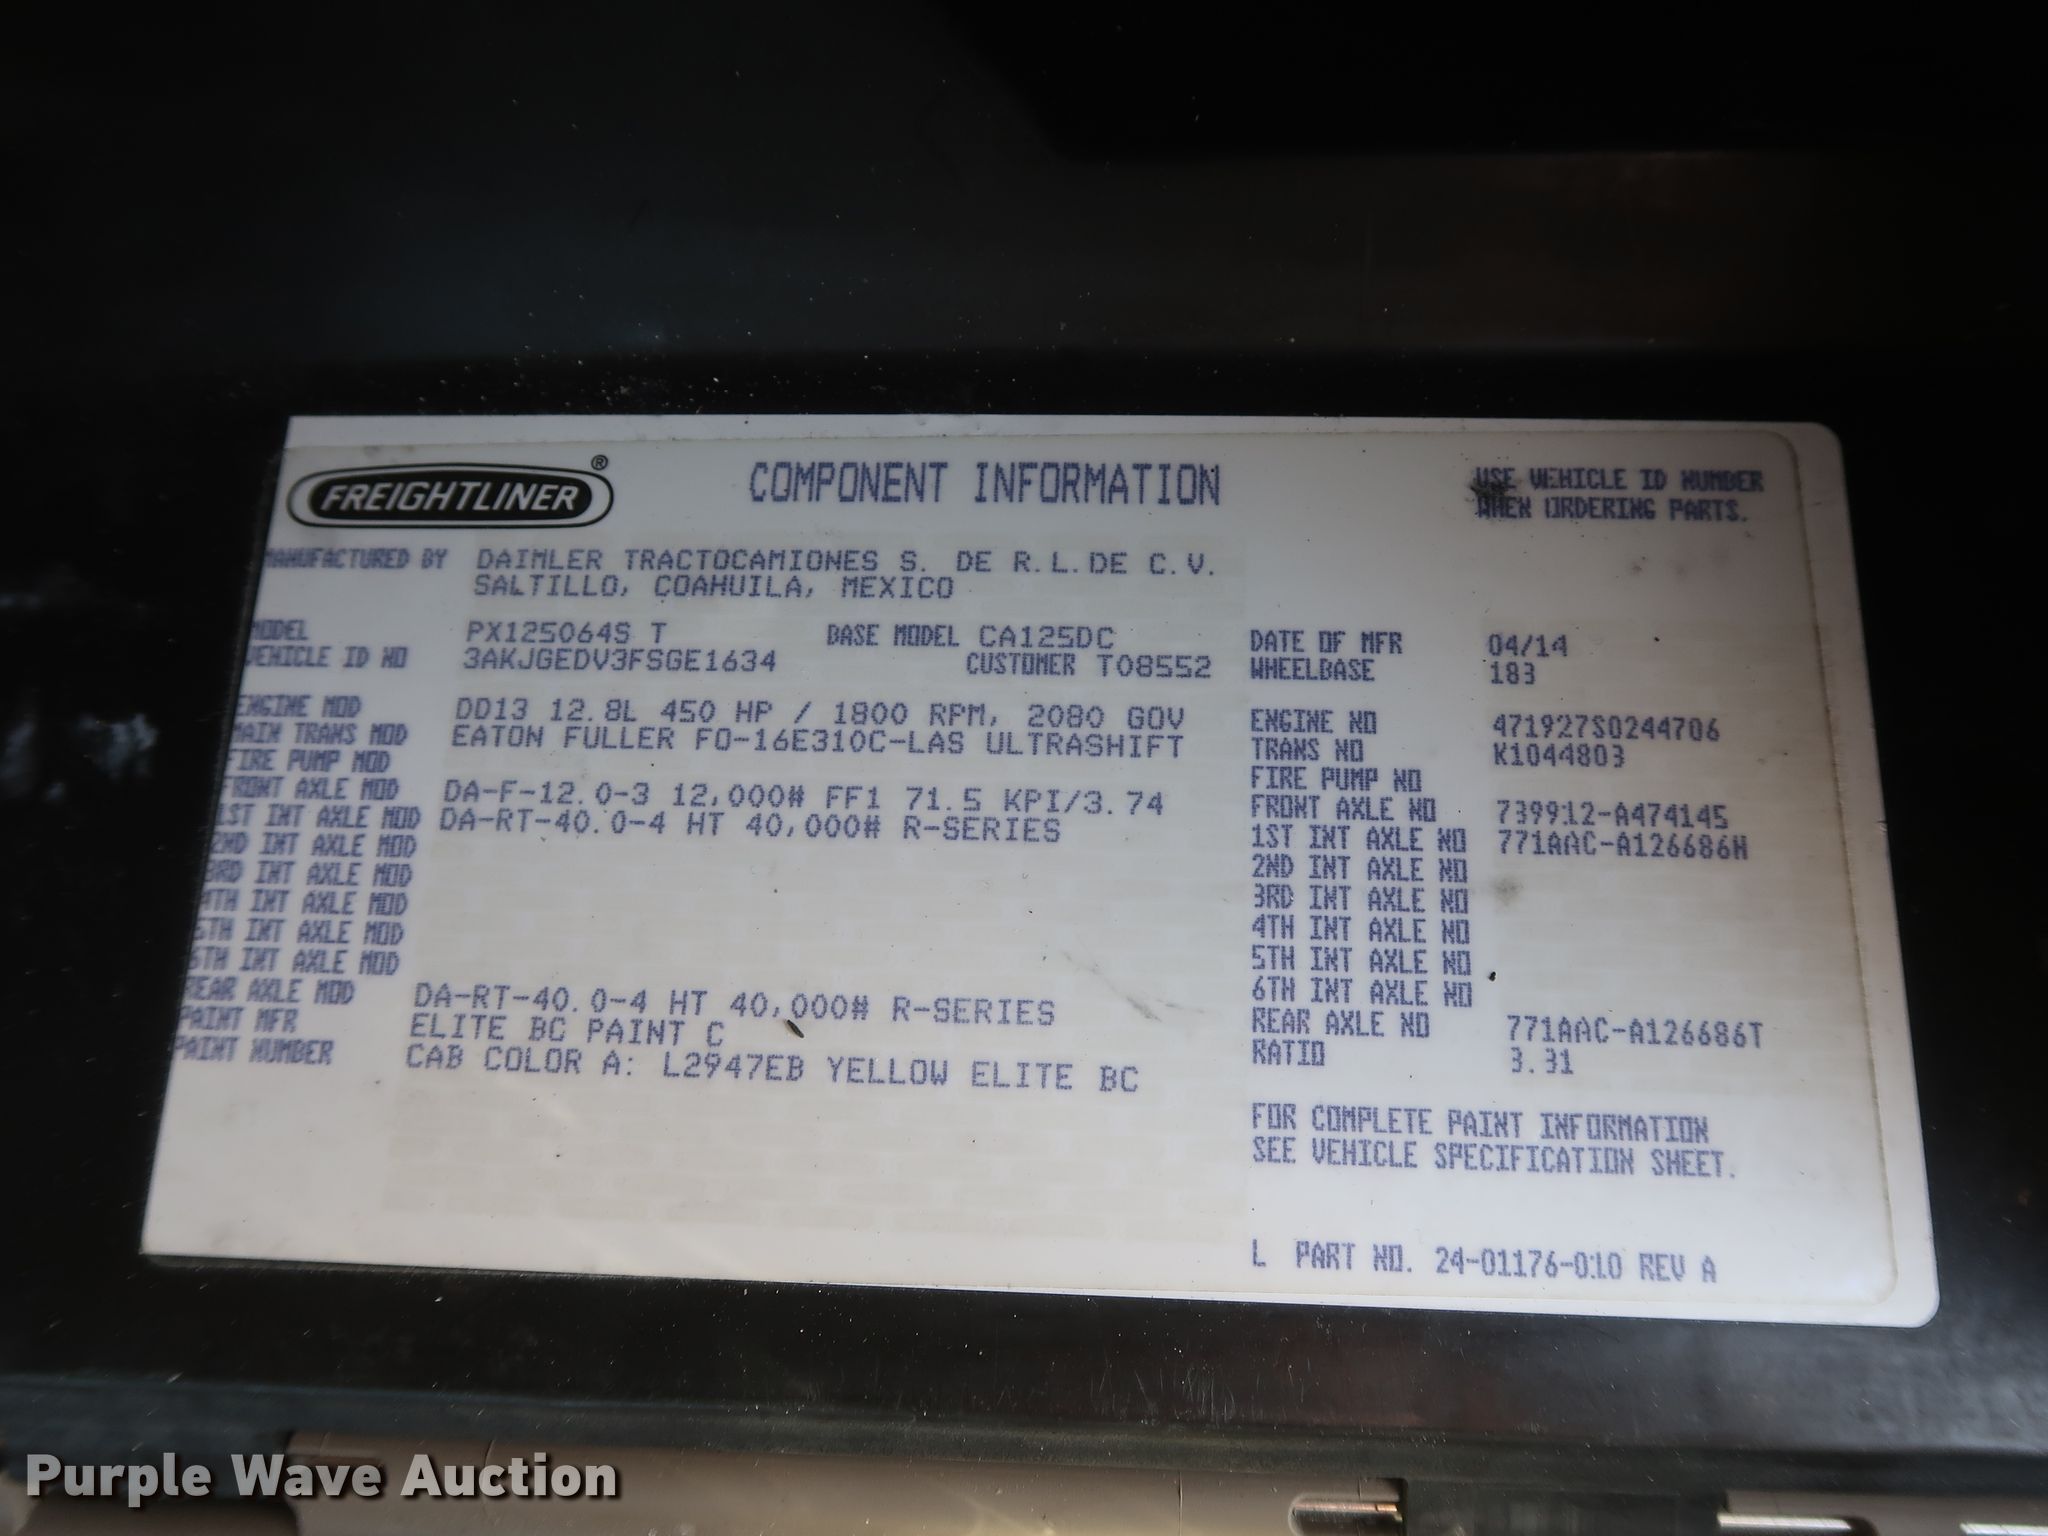 FREIGHTLINER ®
COMPONENT INFORMATION
USE VEHICLE ID NUMBER
WHEN ORDERING PARTS.
MANUFACTURED BY DAIMLER TRACTOCAMIONES S. DE R.L.DE C.V.
SALTILLO, COAHUILA, MEXICO
MODEL PX125064S T BASE MODEL CA125DC
VEHICLE ID NO 3AKJGEDV3FSGE1634 CUSTOMER T08552
DATE OF MFR 04/14
WHEELBASE 183
ENGINE MOD DD13 12.8L 450 HP / 1800 RPM, 2080 GOV
MAIN TRANS MOD EATON FULLER FO-16E310C-LAS ULTRASHIFT
FIRE PUMP MOD
FRONT AXLE MOD DA-F-12.0-3 12,000# FF1 71.5 KPI/3.74
1ST INT AXLE MOD DA-RT-40.0-4 HT 40,000# R-SERIES
2ND INT AXLE MOD
3RD INT AXLE MOD
4TH INT AXLE MOD
5TH INT AXLE MOD
6TH INT AXLE MOD
REAR AXLE MOD DA-RT-40.0-4 HT 40,000# R-SERIES
PAINT MFR ELITE BC PAINT C
PAINT NUMBER CAB COLOR A: L2947EB YELLOW ELITE BC
ENGINE NO 471927S0244706
TRANS NO K1044803
FIRE PUMP NO
FRONT AXLE NO 739912-A474145
1ST INT AXLE NO 771AAC-A126686H
2ND INT AXLE NO
3RD INT AXLE NO
4TH INT AXLE NO
5TH INT AXLE NO
6TH INT AXLE NO
REAR AXLE NO 771AAC-A126686T
RATIO 3.31
FOR COMPLETE PAINT INFORMATION
SEE VEHICLE SPECIFICATION SHEET.
L PART NO. 24-01176-010 REV A
Purple Wave Auction